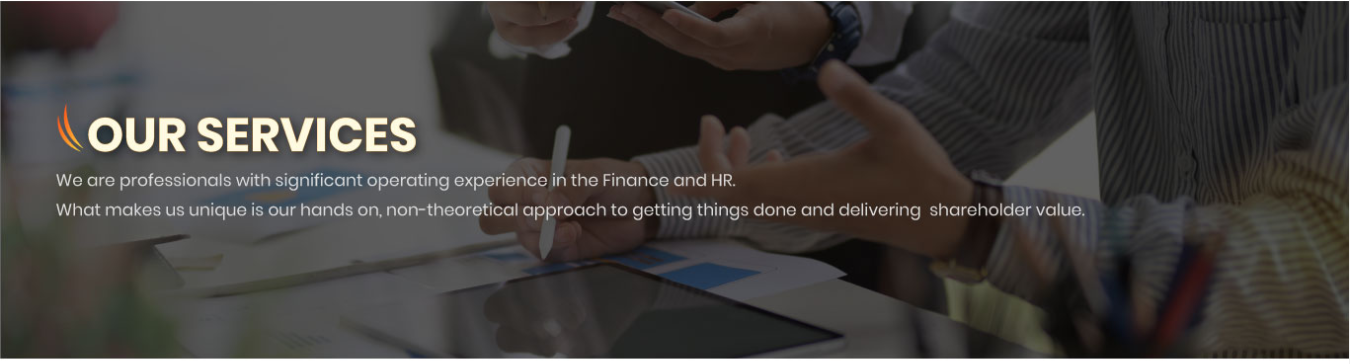 OUR SERVICES
We are professionals with significant operating experience in the Finance and HR.
What makes us unique is our hands on, non-theoretical approach to getting things done and delivering  shareholder value.